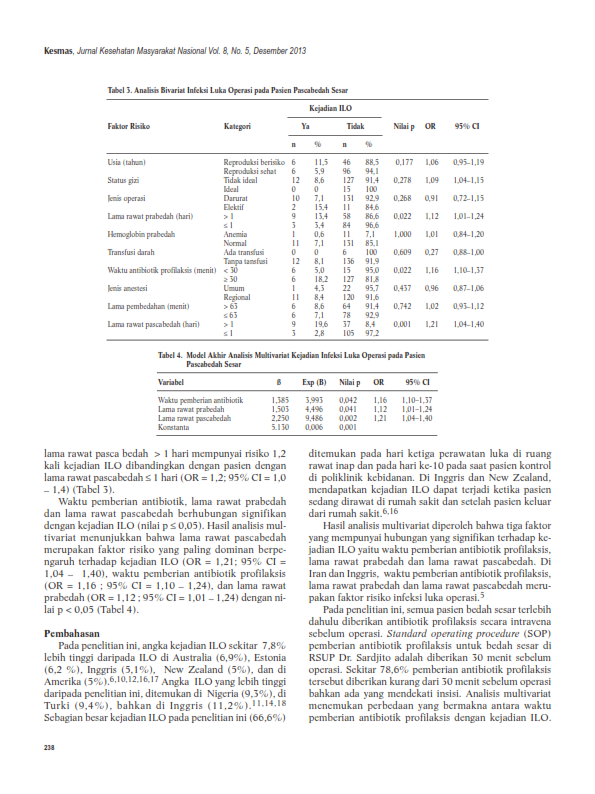 Kesmas, Jurnal Kesehatan Masyarakat Nasional Vol. 8, No. 5, Desember 2013
Tabel 3. Analisis Bivariat Infeksi Luka Operasi pada Pasien Pascabedah Sesar
Kejadian ILO
Faktor Risiko Kategori Ya Tidak Nilai p OR 95% CI
n % n %
Usia (tahun) Reproduksi berisiko 6 11,5 46 88,5 0,177 1,06 0,95–1,19
Reproduksi sehat 6 5,9 96 94,1
Status gizi Tidak ideal 12 8,6 127 91,4 0,278 1,09 1,04–1,15
Ideal 0 0 15 100
Jenis operasi Darurat 10 7,1 131 92,9 0,268 0,91 0,72–1,15
Elektif 2 15,4 11 84,6
Lama rawat prabedah (hari) > 1 9 13,4 58 86,6 0,022 1,12 1,01–1,24
≤ 1 3 3,4 84 96,6
Hemoglobin prabedah Anemia 1 0,6 11 7,1 1,000 1,01 0,84–1,20
Normal 11 7,1 131 85,1
Transfusi darah Ada transfusi 0 0 6 100 0,609 0,27 0,88–1,00
Tanpa tansfusi 12 8,1 136 91,9
Waktu antibiotik profilaksis (menit) < 30 6 5,0 15 95,0 0,022 1,16 1,10–1,37
≥ 30 6 18,2 127 81,8
Jenis anestesi Umum 1 4,3 22 95,7 0,437 0,96 0,87–1,06
Regional 11 8,4 120 91,6
Lama pembedahan (menit) > 63 6 8,6 64 91,4 0,742 1,02 0,93–1,12
≤ 63 6 7,1 78 92,9
Lama rawat pascabedah (hari) > 1 9 19,6 37 8,4 0,001 1,21 1,04–1,40
≤ 1 3 2,8 105 97,2
Tabel 4. Model Akhir Analisis Multivariat Kejadian Infeksi Luka Operasi pada Pasien
Pascabedah Sesar
Variabel ß Exp (B) Nilai p OR 95% CI
Waktu pemberian antibiotik 1,385 3,993 0,042 1,16 1,10–1,37
Lama rawat prabedah 1,503 4,496 0,041 1,12 1,01–1,24
Lama rawat pascabedah 2,250 9,486 0,002 1,21 1,04–1,40
Konstanta 5.130 0,006 0,001
lama rawat pasca bedah > 1 hari mempunyai risiko 1,2
kali kejadian ILO dibandingkan dengan pasien dengan
lama rawat pascabedah ≤ 1 hari (OR = 1,2; 95% CI = 1,0
– 1,4) (Tabel 3).
Waktu pemberian antibiotik, lama rawat prabedah
dan lama rawat pascabedah berhubungan signifikan
dengan kejadian ILO (nilai p ≤ 0,05). Hasil analisis mul-
tivariat menunjukkan bahwa lama rawat pascabedah
merupakan faktor risiko yang paling dominan berpe-
ngaruh terhadap kejadian ILO (OR = 1,21; 95% CI =
1,04 – 1,40), waktu pemberian antibiotik profilaksis
(OR = 1,16 ; 95% CI = 1,10 – 1,24), dan lama rawat
prabedah (OR = 1,12 ; 95% CI = 1,01 – 1,24) dengan ni-
lai p < 0,05 (Tabel 4).
Pembahasan
Pada penelitian ini, angka kejadian ILO sekitar 7,8%
lebih tinggi daripada ILO di Australia (6,9%), Estonia
(6,2 %), Inggris (5,1%), New Zealand (5%), dan di
Amerika (5%).6,10,12,16,17 Angka ILO yang lebih tinggi
daripada penelitian ini, ditemukan di Nigeria (9,3%), di
Turki (9,4%), bahkan di Inggris (11,2%).11,14,18
Sebagian besar kejadian ILO pada penelitian ini (66,6%)
ditemukan pada hari ketiga perawatan luka di ruang
rawat inap dan pada hari ke-10 pada saat pasien kontrol
di poliklinik kebidanan. Di Inggris dan New Zealand,
mendapatkan kejadian ILO dapat terjadi ketika pasien
sedang dirawat di rumah sakit dan setelah pasien keluar
dari rumah sakit.6,16
Hasil analisis multivariat diperoleh bahwa tiga faktor
yang mempunyai hubungan yang signifikan terhadap ke-
jadian ILO yaitu waktu pemberian antibiotik profilaksis,
lama rawat prabedah dan lama rawat pascabedah. Di
Iran dan Inggris, waktu pemberian antibiotik profilaksis,
lama rawat prabedah dan lama rawat pascabedah meru-
pakan faktor risiko infeksi luka operasi.5
Pada penelitian ini, semua pasien bedah sesar terlebih
dahulu diberikan antibiotik profilaksis secara intravena
sebelum operasi. Standard operating procedure (SOP)
pemberian antibiotik profilaksis untuk bedah sesar di
RSUP Dr. Sardjito adalah diberikan 30 menit sebelum
operasi. Sekitar 78,6% pemberian antibiotik profilaksis
tersebut diberikan kurang dari 30 menit sebelum operasi
bahkan ada yang mendekati insisi. Analisis multivariat
menemukan perbedaan yang bermakna antara waktu
pemberian antibiotik profilaksis dengan kejadian ILO.
238